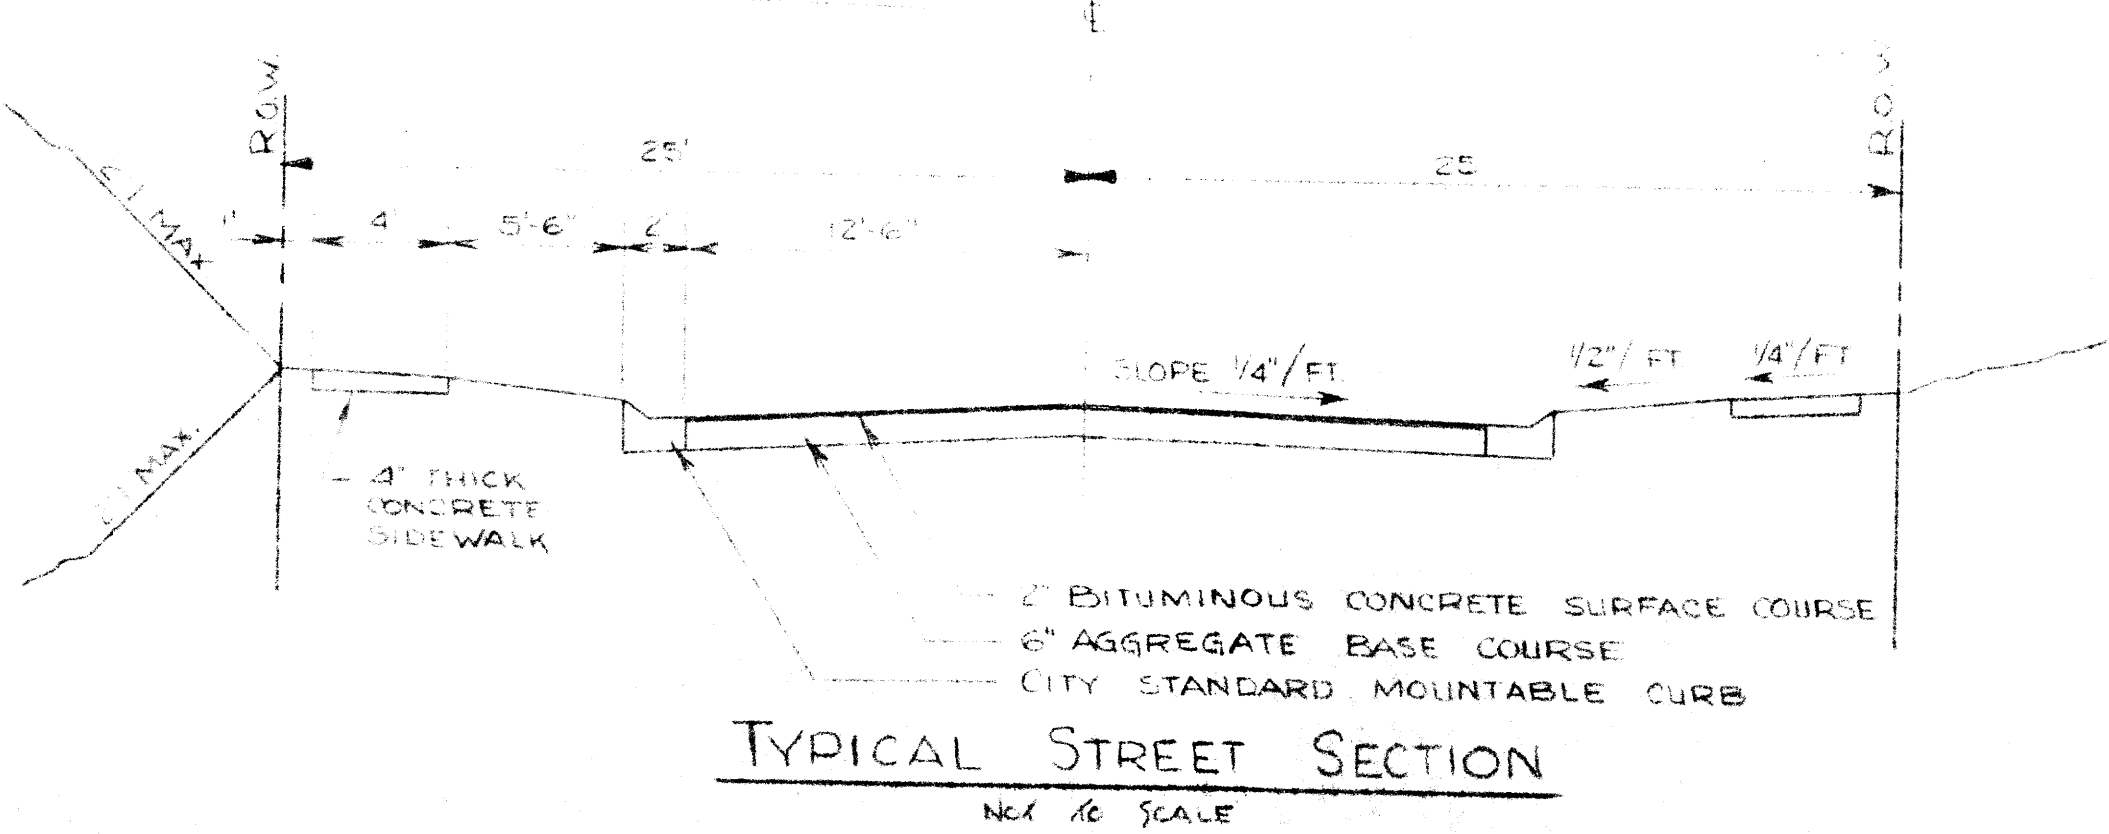 ℄
R.O.W.
R.O.W.
25'
25
1'
4'
5'-6"
2'
12'-6"
MAX
MAX.
SLOPE 1/4"/FT.
1/2"/FT
1/4"/FT
4" THICK
CONCRETE
SIDEWALK
2" BITUMINOUS CONCRETE SURFACE COURSE
6" AGGREGATE BASE COURSE
CITY STANDARD MOUNTABLE CURB
TYPICAL STREET SECTION
NOT TO SCALE